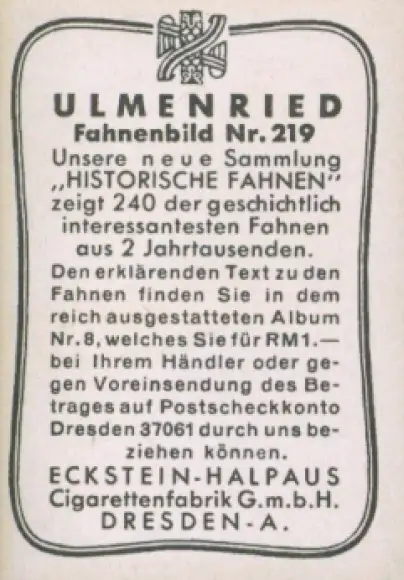 ULMENRIED
Fahnenbild Nr. 219
Unsere neue Sammlung
„HISTORISCHE FAHNEN"
zeigt 240 der geschichtlich
interessantesten Fahnen
aus 2 Jahrtausenden.
Den erklärenden Text zu den
Fahnen finden Sie in dem
reich ausgestatteten Album
Nr. 8, welches Sie für RM 1.—
bei Ihrem Händler oder ge-
gen Voreinsendung des Be-
trages auf Postscheckkonto
Dresden 37061 durch uns be-
ziehen können.
ECKSTEIN-HALPAUS
Cigarettenfabrik G.m.b.H.
DRESDEN-A.